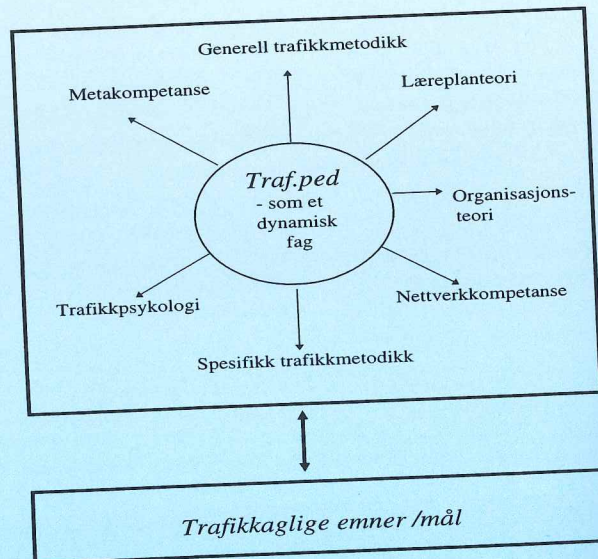 Generell trafikkmetodikk
Metakompetanse
Læreplanteori
Traf.ped
- som et
dynamisk
fag
Organisasjons-
teori
Trafikkpsykologi
Nettverkkompetanse
Spesifikk trafikkmetodikk
Trafikkaglige emner /mål